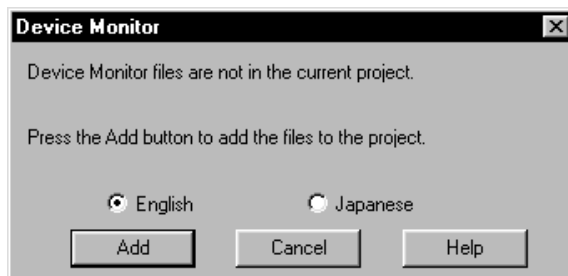 Device Monitor
Device Monitor files are not in the current project.
Press the Add button to add the files to the project.
English Japanese
Add Cancel Help